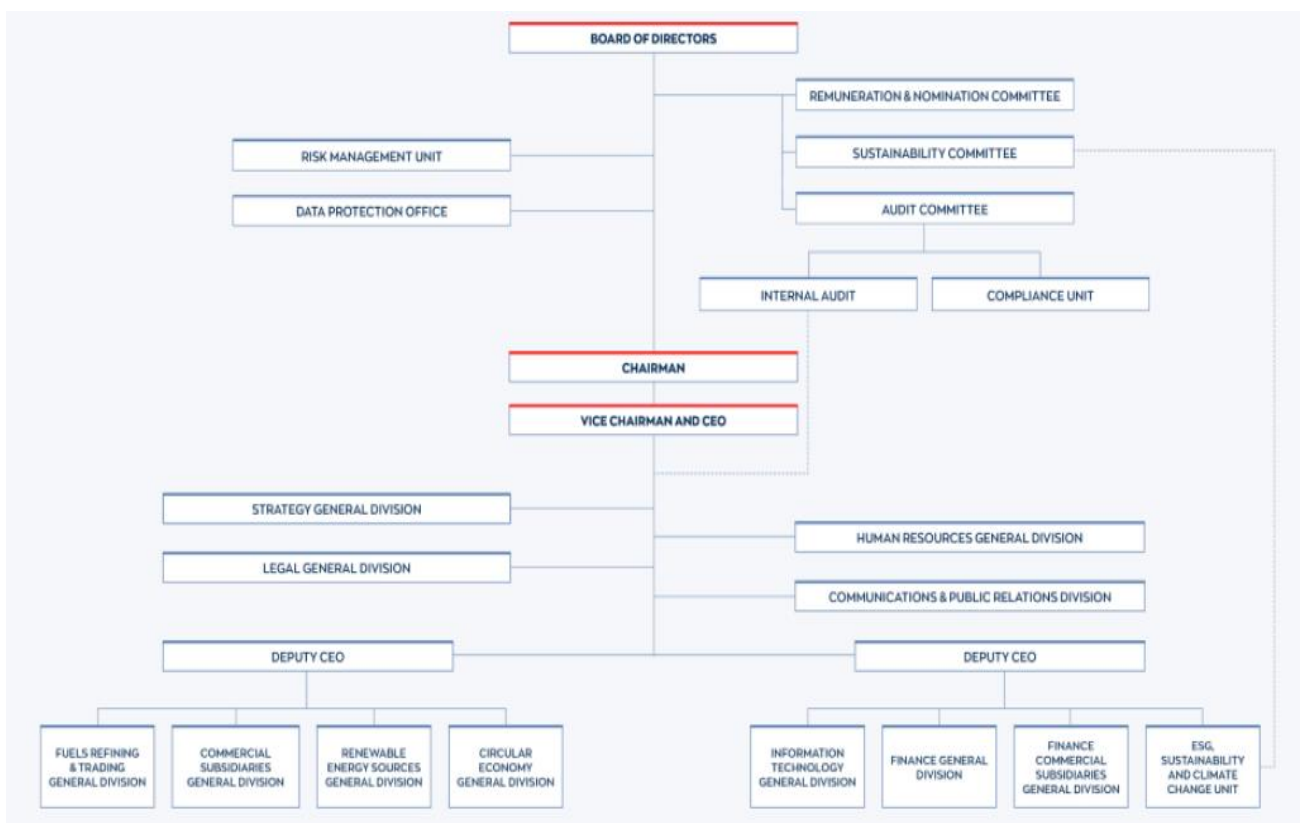 BOARD OF DIRECTORS
REMUNERATION & NOMINATION COMMITTEE
RISK MANAGEMENT UNIT
SUSTAINABILITY COMMITTEE
DATA PROTECTION OFFICE
AUDIT COMMITTEE
INTERNAL AUDIT
COMPLIANCE UNIT
CHAIRMAN
VICE CHAIRMAN AND CEO
STRATEGY GENERAL DIVISION
HUMAN RESOURCES GENERAL DIVISION
LEGAL GENERAL DIVISION
COMMUNICATIONS & PUBLIC RELATIONS DIVISION
DEPUTY CEO
DEPUTY CEO
FUELS REFINING
& TRADING
GENERAL DIVISION
COMMERCIAL
SUBSIDIARIES
GENERAL DIVISION
RENEWABLE
ENERGY SOURCES
GENERAL DIVISION
CIRCULAR
ECONOMY
GENERAL DIVISION
INFORMATION
TECHNOLOGY
GENERAL DIVISION
FINANCE GENERAL
DIVISION
FINANCE
COMMERCIAL
SUBSIDIARIES
GENERAL DIVISION
ESG,
SUSTAINABILITY
AND CLIMATE
CHANGE UNIT